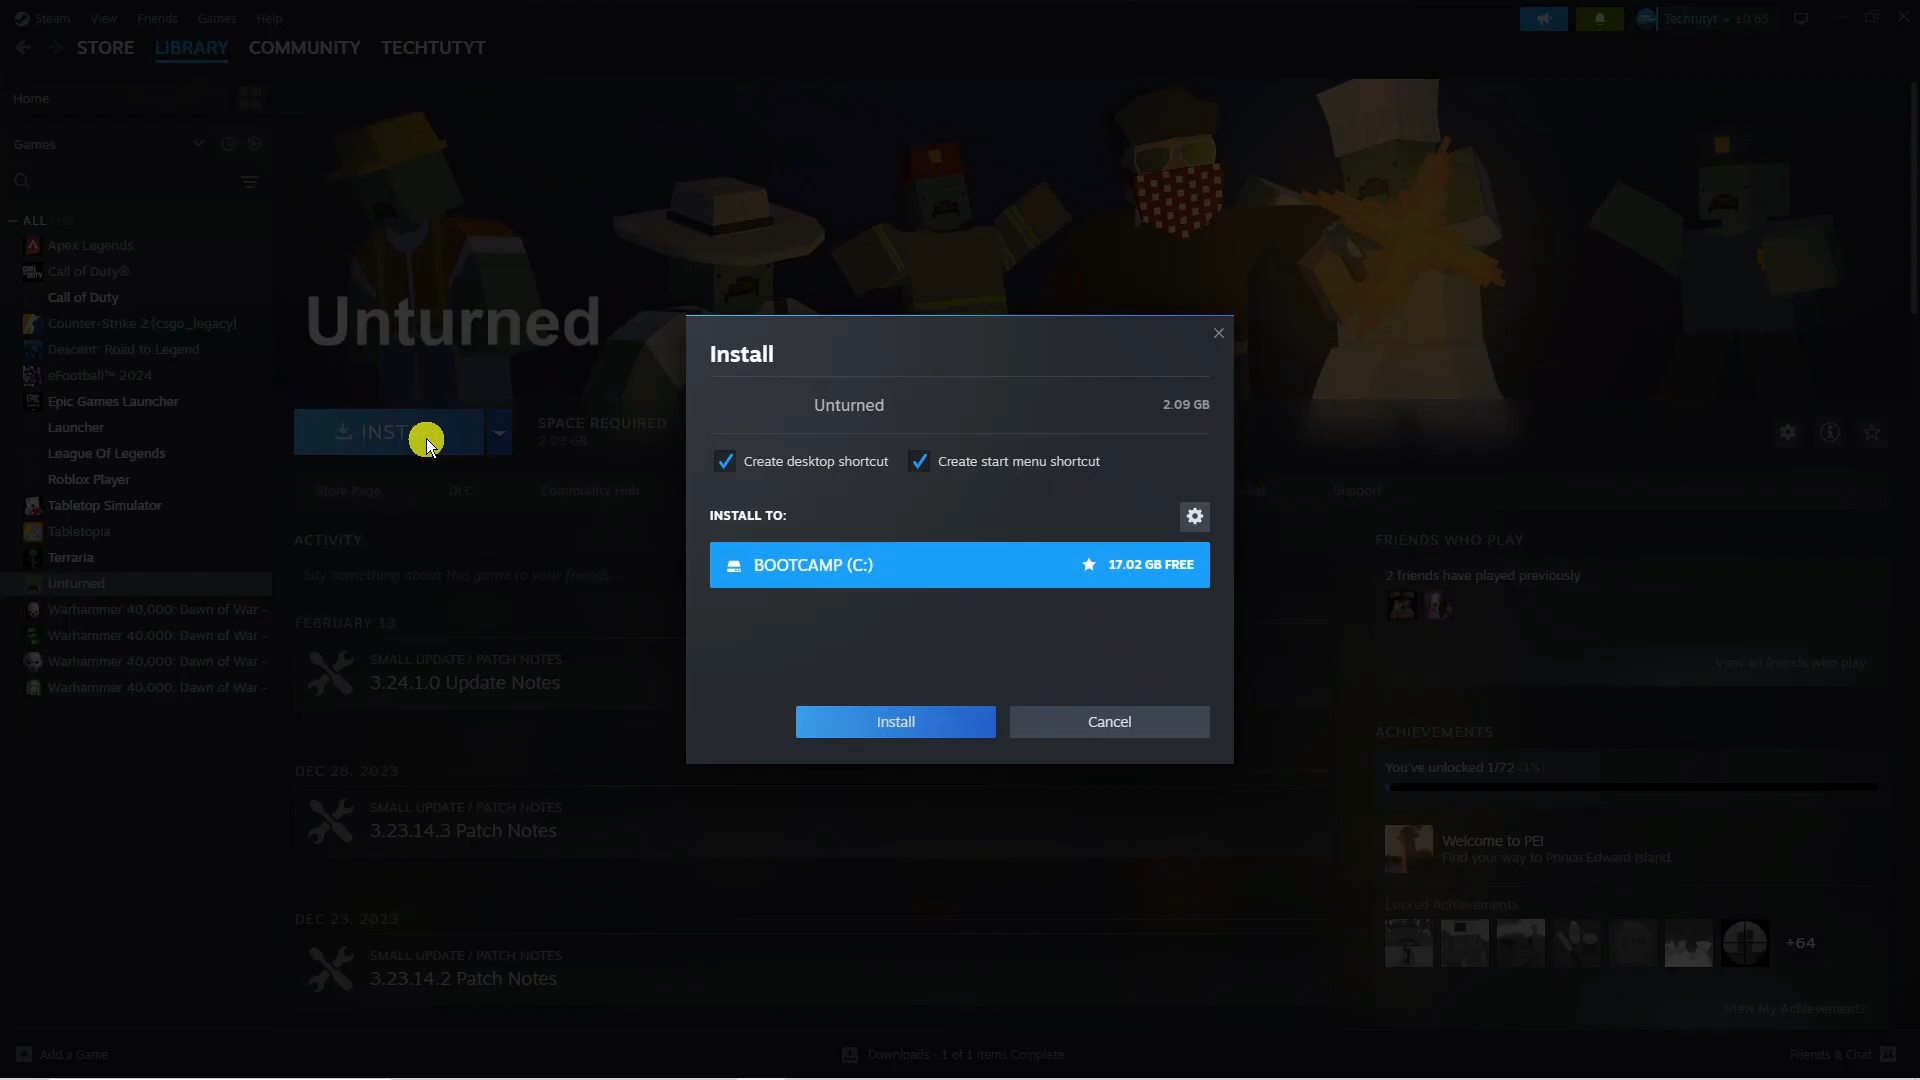 Steam View Friends Games Help
Techtutyt £0.85
STORE LIBRARY COMMUNITY TECHTUTYT
Home
Games
ALL
Apex Legends
Call of Duty®
Call of Duty
Counter-Strike 2 [csgo_legacy]
Descent: Road to Legend
eFootball™ 2024
Epic Games Launcher
Launcher
League Of Legends
Roblox Player
Tabletop Simulator
Tabletopia
Terraria
Unturned
Warhammer 40,000: Dawn of War -
Warhammer 40,000: Dawn of War -
Warhammer 40,000: Dawn of War -
Warhammer 40,000: Dawn of War -
Add a Game
Unturned
INST
SPACE REQUIRED
2.09 GB
Store Page DLC Community Hub Support
ACTIVITY
Say something about this game to your friends...
FEBRUARY 13
SMALL UPDATE / PATCH NOTES
3.24.1.0 Update Notes
DEC 28, 2023
SMALL UPDATE / PATCH NOTES
3.23.14.3 Patch Notes
DEC 23, 2023
SMALL UPDATE / PATCH NOTES
3.23.14.2 Patch Notes
Install
Unturned 2.09 GB
Create desktop shortcut Create start menu shortcut
INSTALL TO:
BOOTCAMP (C:) 17.02 GB FREE
Install Cancel
FRIENDS WHO PLAY
2 friends have played previously
View all friends who play
ACHIEVEMENTS
You've unlocked 1/72 (1%)
Welcome to PEI
Find your way to Prince Edward Island.
Locked Achievements
+64
View My Achievements
Downloads - 1 of 1 Items Complete
Friends & Chat